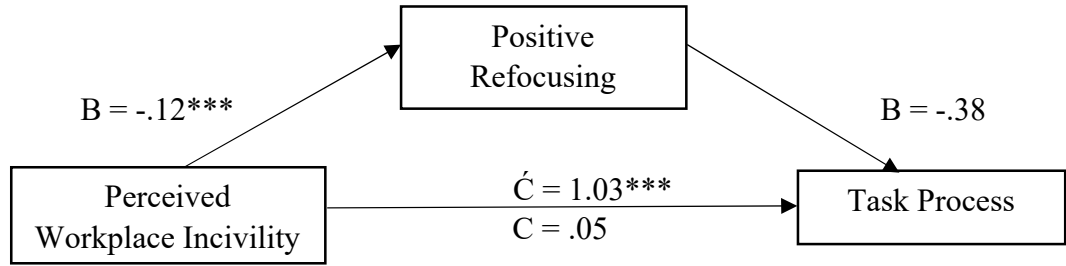 Positive
Refocusing
B = -.12***
B = -.38
Perceived
Workplace Incivility
Ć = 1.03***
C = .05
Task Process